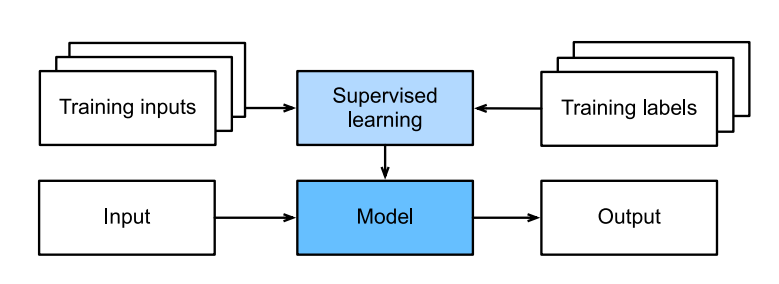 Training inputs
Supervised
learning
Training labels
Input
Model
Output